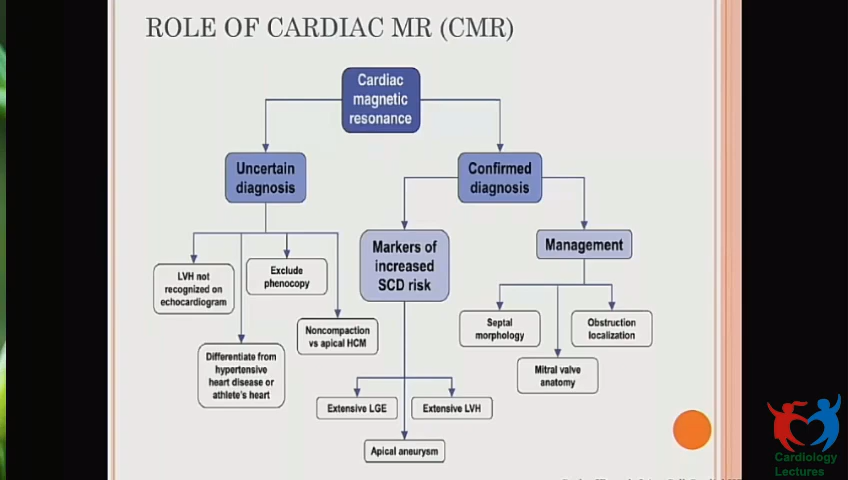 ROLE OF CARDIAC MR (CMR)
Cardiac
magnetic
resonance
Uncertain
diagnosis
Confirmed
diagnosis
LVH not
recognized on
echocardiogram
Exclude
phenocopy
Differentiate from
hypertensive
heart disease or
athlete's heart
Noncompaction
vs apical HCM
Markers of
increased
SCD risk
Management
Extensive LGE
Extensive LVH
Apical aneurysm
Septal
morphology
Obstruction
localization
Mitral valve
anatomy
Cardiology
Lectures